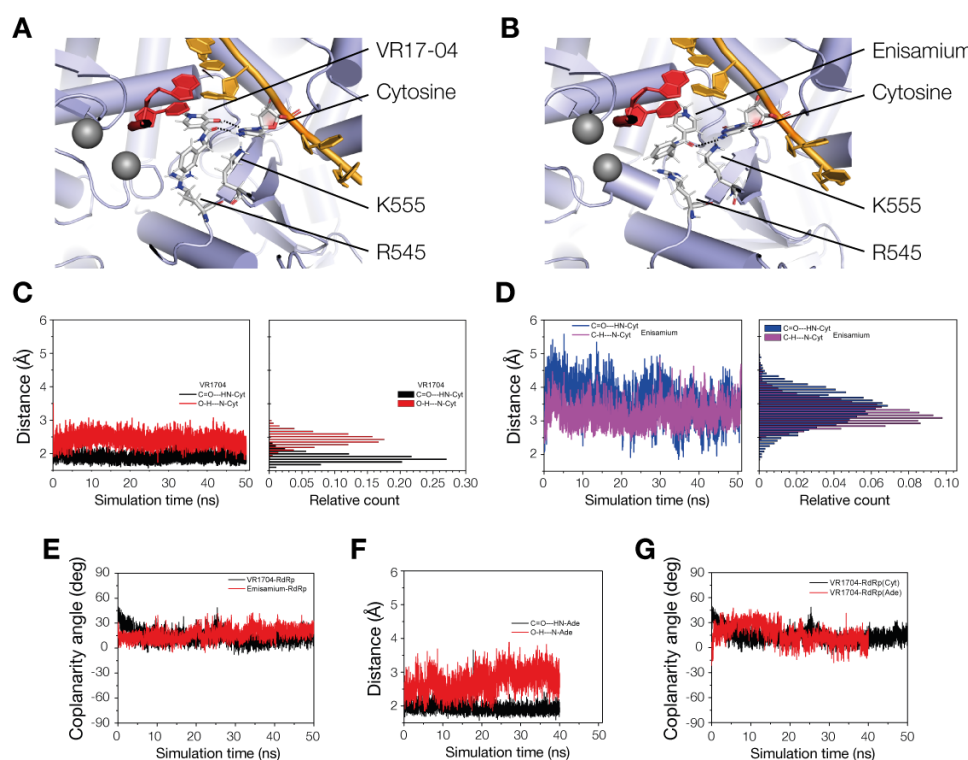 A
VR17-04
Cytosine
K555
R545
B
Enisamium
Cytosine
K555
R545
C
Distance (Å)
6
5
4
3
2
VR1704
C=O---HN-Cyt
O-H---N-Cyt
0 10 20 30 40 50
Simulation time (ns)
VR1704
C=O---HN-Cyt
O-H---N-Cyt
0 0.05 0.10 0.15 0.20 0.25 0.30
Relative count
D
Distance (Å)
6
5
4
3
2
C=O---HN-Cyt
C-H---N-Cyt
Enisamium
0 10 20 30 40 50
Simulation time (ns)
C=O---HN-Cyt
C-H---N-Cyt
Enisamium
0 0.02 0.04 0.06 0.08 0.10
Relative count
E
Coplanarity angle (deg)
90
60
30
0
-30
-60
-90
VR1704-RdRp
Emisamium-RdRp
0 10 20 30 40 50
Simulation time (ns)
F
Distance (Å)
6
5
4
3
2
C=O---HN-Ade
O-H---N-Ade
0 10 20 30 40 50
Simulation time (ns)
G
Coplanarity angle (deg)
90
60
30
0
-30
-60
-90
VR1704-RdRp(Cyt)
VR1704-RdRp(Ade)
0 10 20 30 40 50
Simulation time (ns)